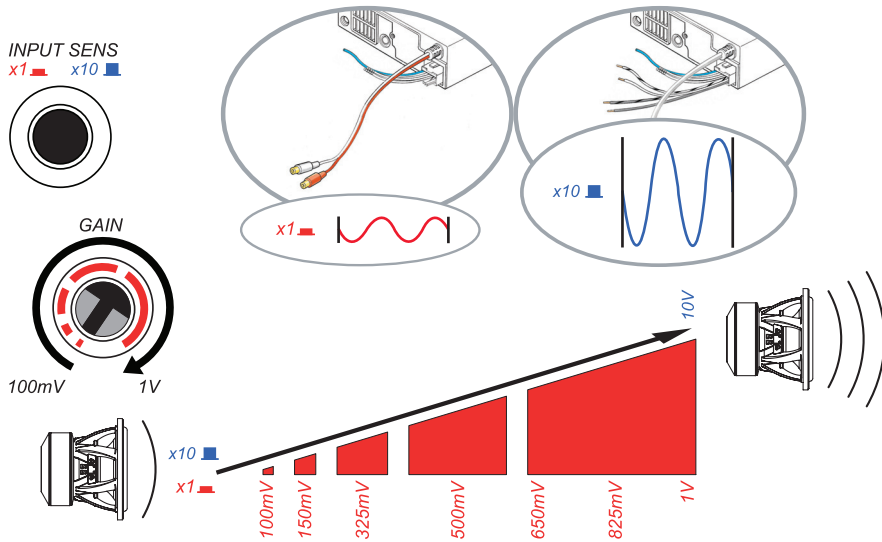 INPUT SENS
x1 x10
x10
x1
GAIN
100mV 1V
10V
x10
x1
100mV
150mV
325mV
500mV
650mV
825mV
1V